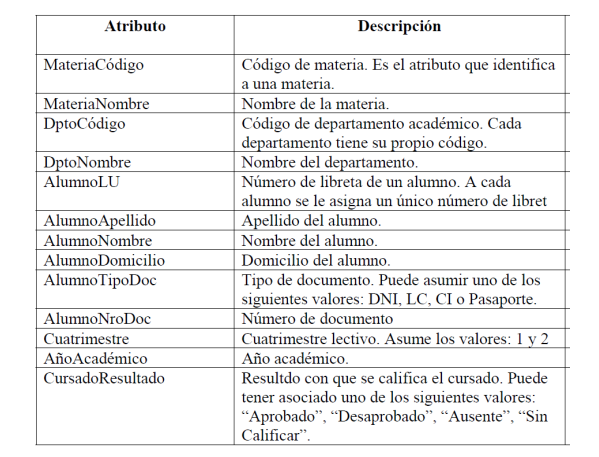 Atributo Descripción
MateriaCódigo Código de materia. Es el atributo que identifica
a una materia.
MateriaNombre Nombre de la materia.
DptoCódigo Código de departamento académico. Cada
departamento tiene su propio código.
DptoNombre Nombre del departamento.
AlumnoLU Número de libreta de un alumno. A cada
alumno se le asigna un único número de libret
AlumnoApellido Apellido del alumno.
AlumnoNombre Nombre del alumno.
AlumnoDomicilio Domicilio del alumno.
AlumnoTipoDoc Tipo de documento. Puede asumir uno de los
siguientes valores: DNI, LC, CI o Pasaporte.
AlumnoNroDoc Número de documento
Cuatrimestre Cuatrimestre lectivo. Asume los valores: 1 y 2
AñoAcadémico Año académico.
CursadoResultado Resultdo con que se califica el cursado. Puede
tener asociado uno de los siguientes valores:
“Aprobado”, “Desaprobado”, “Ausente”, “Sin
Calificar”.